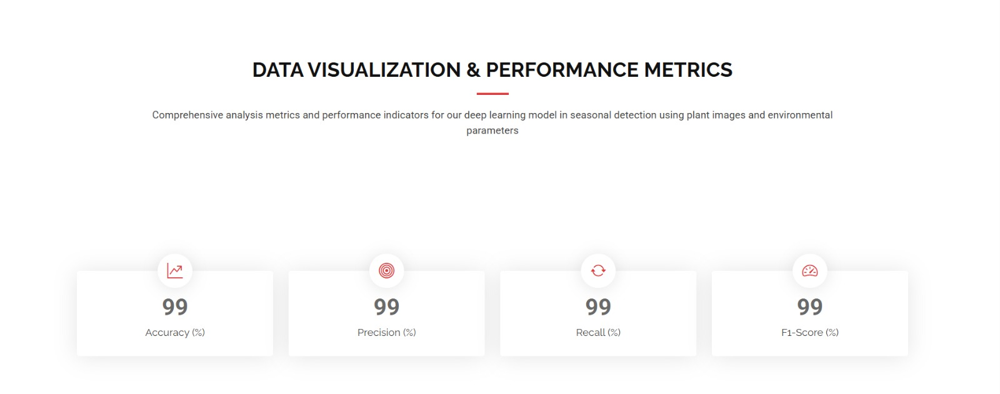 DATA VISUALIZATION & PERFORMANCE METRICS
Comprehensive analysis metrics and performance indicators for our deep learning model in seasonal detection using plant images and environmental
parameters
99
Accuracy (%)
99
Precision (%)
99
Recall (%)
99
F1-Score (%)